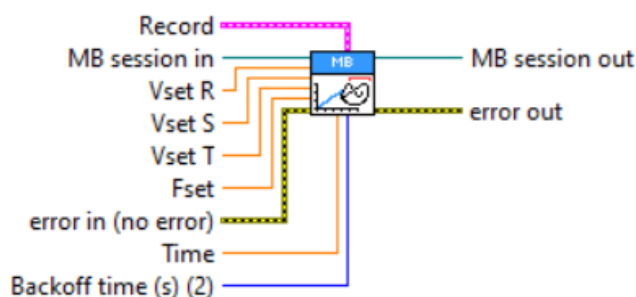 Record
MB session in
MB
MB session out
Vset R
Vset S
error out
Vset T
Fset
error in (no error)
Time
Backoff time (s) (2)